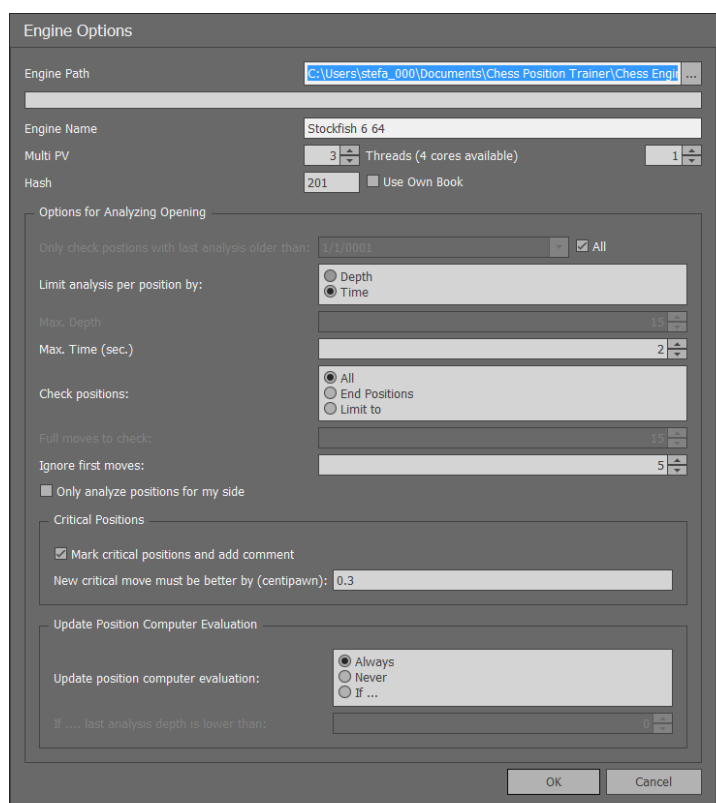 Engine Options
Engine Path C:\Users\stefa_000\Documents\Chess Position Trainer\Chess Engin ...
Engine Name Stockfish 6 64
Multi PV 3 Threads (4 cores available) 1
Hash 201 Use Own Book
Options for Analyzing Opening
Only check postions with last analysis older than: 1/1/0001 All
Limit analysis per position by:
Depth
Time
Max. Depth 15
Max. Time (sec.) 2
Check positions:
All
End Positions
Limit to
Full moves to check: 15
Ignore first moves: 5
Only analyze positions for my side
Critical Positions
Mark critical positions and add comment
New critical move must be better by (centipawn): 0.3
Update Position Computer Evaluation
Update position computer evaluation:
Always
Never
If ...
If .... last analysis depth is lower than: 0
OK Cancel